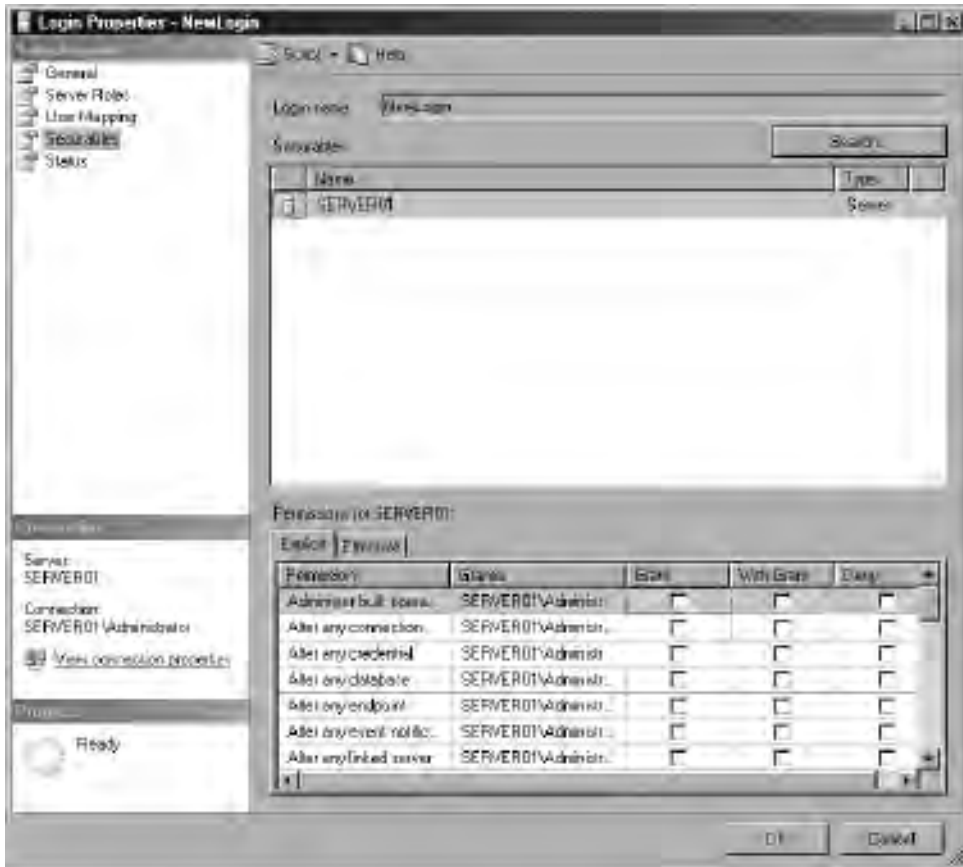 Login Properties - NewLogin
General
Server Roles
User Mapping
Securables
Status
Script Help
Login name: NewLogin
Securables:
Search...
Name Type
SERVER01 Server
Permissions for SERVER01:
Explicit Effective
Permission Grantor Grant With Grant Deny
Administer bulk opera... SERVER01\Administr...
Alter any connection SERVER01\Administr...
Alter any credential SERVER01\Administr...
Alter any database SERVER01\Administr...
Alter any endpoint SERVER01\Administr...
Alter any event notific... SERVER01\Administr...
Alter any linked server SERVER01\Administr...
Connection
Server:
SERVER01
Connection:
SERVER01\Administrator
View connection properties
Progress
Ready
OK Cancel